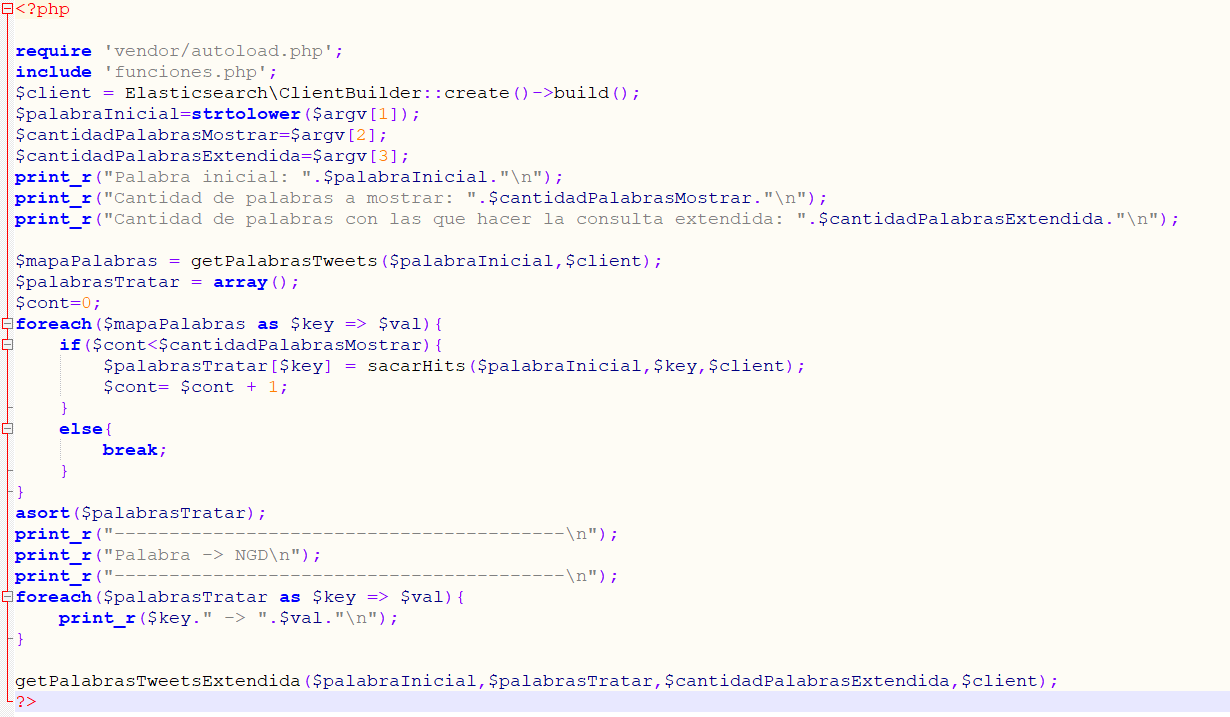 <?php
require 'vendor/autoload.php';
include 'funciones.php';
$client = Elasticsearch\ClientBuilder::create()->build();
$palabraInicial=strtolower($argv[1]);
$cantidadPalabrasMostrar=$argv[2];
$cantidadPalabrasExtendida=$argv[3];
print_r("Palabra inicial: ".$palabraInicial."\n");
print_r("Cantidad de palabras a mostrar: ".$cantidadPalabrasMostrar."\n");
print_r("Cantidad de palabras con las que hacer la consulta extendida: ".$cantidadPalabrasExtendida."\n");
$mapaPalabras = getPalabrasTweets($palabraInicial,$client);
$palabrasTratar = array();
$cont=0;
foreach($mapaPalabras as $key => $val){
    if($cont<$cantidadPalabrasMostrar){
        $palabrasTratar[$key] = sacarHits($palabraInicial,$key,$client);
        $cont= $cont + 1;
    }
    else{
        break;
    }
}
asort($palabrasTratar);
print_r("-----------------------------------------\n");
print_r("Palabra -> NGD\n");
print_r("-----------------------------------------\n");
foreach($palabrasTratar as $key => $val){
    print_r($key." -> ".$val."\n");
}
getPalabrasTweetsExtendida($palabraInicial,$palabrasTratar,$cantidadPalabrasExtendida,$client);
?>